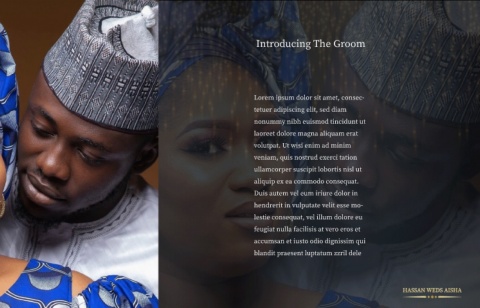 Introducing The Groom
Lorem ipsum dolor sit amet, consec-
tetuer adipiscing elit, sed diam
nonummy nibh euismod tincidunt ut
laoreet dolore magna aliquam erat
volutpat. Ut wisi enim ad minim
veniam, quis nostrud exerci tation
ullamcorper suscipit lobortis nisl ut
aliquip ex ea commodo consequat.
Duis autem vel eum iriure dolor in
hendrerit in vulputate velit esse mo-
lestie consequat, vel illum dolore eu
feugiat nulla facilisis at vero eros et
accumsan et iusto odio dignissim qui
blandit praesent luptatum zzril dele
HASSAN WEDS AISHA